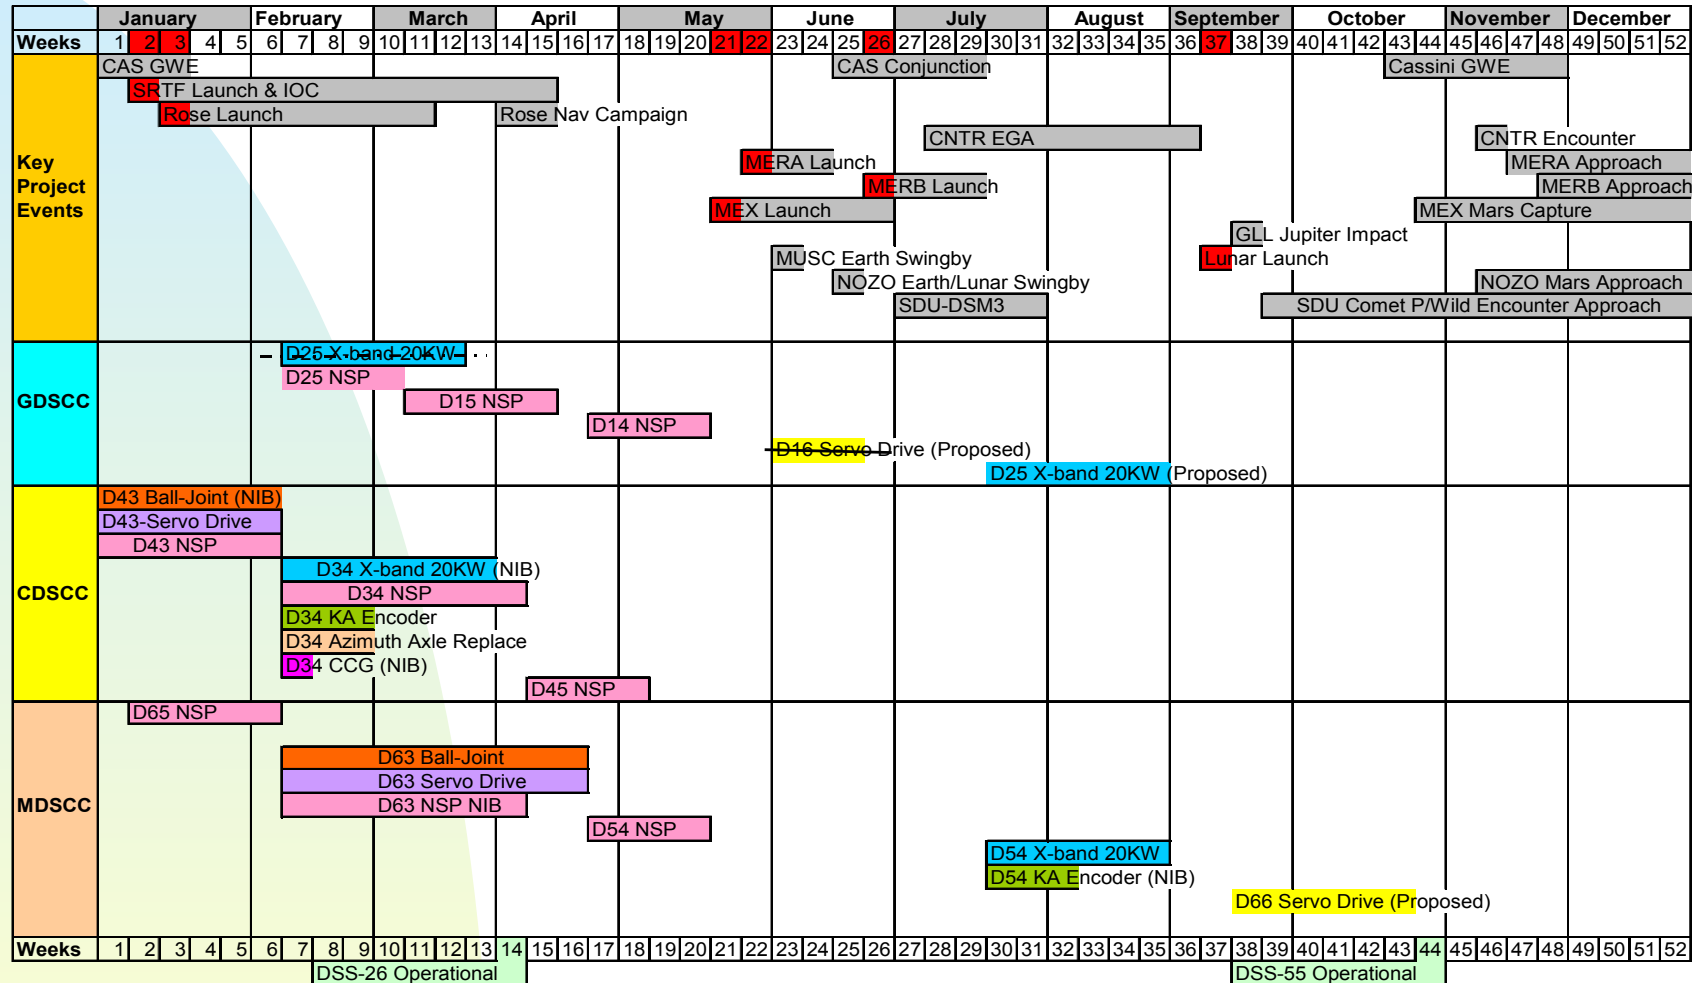 January February March April May June July August September October November December
Weeks 1 2 3 4 5 6 7 8 9 10 11 12 13 14 15 16 17 18 19 20 21 22 23 24 25 26 27 28 29 30 31 32 33 34 35 36 37 38 39 40 41 42 43 44 45 46 47 48 49 50 51 52
CAS GWE CAS Conjunction Cassini GWE
SRTF Launch & IOC
Rose Launch Rose Nav Campaign
CNTR EGA CNTR Encounter
Key
Project
Events
MERA Launch MERA Approach
MERB Launch MERB Approach
MEX Launch MEX Mars Capture
GLL Jupiter Impact
MUSC Earth Swingby Lunar Launch
NOZO Earth/Lunar Swingby NOZO Mars Approach
SDU-DSM3 SDU Comet P/Wild Encounter Approach
GDSCC
D25 X-band 20KW
D25 NSP
D15 NSP
D14 NSP
D16 Servo Drive (Proposed)
D25 X-band 20KW (Proposed)
CDSCC
D43 Ball-Joint (NIB)
D43-Servo Drive
D43 NSP
D34 X-band 20KW (NIB)
D34 NSP
D34 KA Encoder
D34 Azimuth Axle Replace
D34 CCG (NIB)
D45 NSP
MDSCC
D65 NSP
D63 Ball-Joint
D63 Servo Drive
D63 NSP NIB
D54 NSP
D54 X-band 20KW
D54 KA Encoder (NIB)
D66 Servo Drive (Proposed)
Weeks 1 2 3 4 5 6 7 8 9 10 11 12 13 14 15 16 17 18 19 20 21 22 23 24 25 26 27 28 29 30 31 32 33 34 35 36 37 38 39 40 41 42 43 44 45 46 47 48 49 50 51 52
DSS-26 Operational DSS-55 Operational